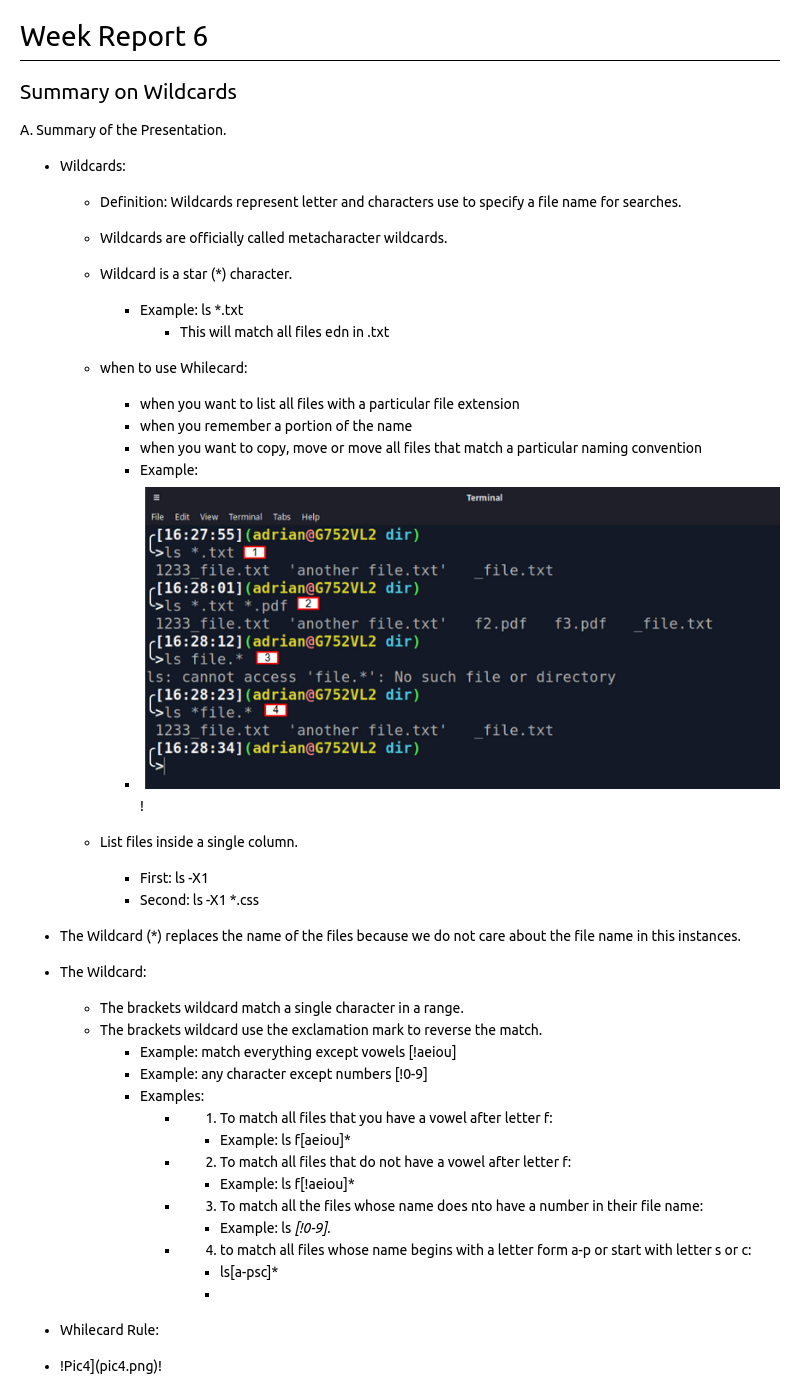 Week Report 6
Summary on Wildcards
A. Summary of the Presentation.
• Wildcards:
◦ Definition: Wildcards represent letter and characters use to specify a file name for searches.
◦ Wildcards are officially called metacharacter wildcards.
◦ Wildcard is a star (*) character.
▪ Example: ls *.txt
▪ This will match all files edn in .txt
◦ when to use Whilecard:
▪ when you want to list all files with a particular file extension
▪ when you remember a portion of the name
▪ when you want to copy, move or move all files that match a particular naming convention
▪ Example:
Terminal
File Edit View Terminal Tabs Help
[16:27:55](adrian@G752VL2 dir)
>ls *.txt 1
1233_file.txt 'another file.txt' _file.txt
[16:28:01](adrian@G752VL2 dir)
>ls *.txt *.pdf 2
1233_file.txt 'another file.txt' f2.pdf f3.pdf _file.txt
[16:28:12](adrian@G752VL2 dir)
>ls file.* 3
ls: cannot access 'file.*': No such file or directory
[16:28:23](adrian@G752VL2 dir)
>ls *file.* 4
1233_file.txt 'another file.txt' _file.txt
[16:28:34](adrian@G752VL2 dir)
>
▪
!
◦ List files inside a single column.
▪ First: ls -X1
▪ Second: ls -X1 *.css
• The Wildcard (*) replaces the name of the files because we do not care about the file name in this instances.
• The Wildcard:
◦ The brackets wildcard match a single character in a range.
◦ The brackets wildcard use the exclamation mark to reverse the match.
▪ Example: match everything except vowels [!aeiou]
▪ Example: any character except numbers [!0-9]
▪ Examples:
▪ 1. To match all files that you have a vowel after letter f:
▪ Example: ls f[aeiou]*
▪ 2. To match all files that do not have a vowel after letter f:
▪ Example: ls f[!aeiou]*
▪ 3. To match all the files whose name does nto have a number in their file name:
▪ Example: ls [!0-9].
▪ 4. to match all files whose name begins with a letter form a-p or start with letter s or c:
▪ ls[a-psc]*
▪
• Whilecard Rule:
• !Pic4](pic4.png)!